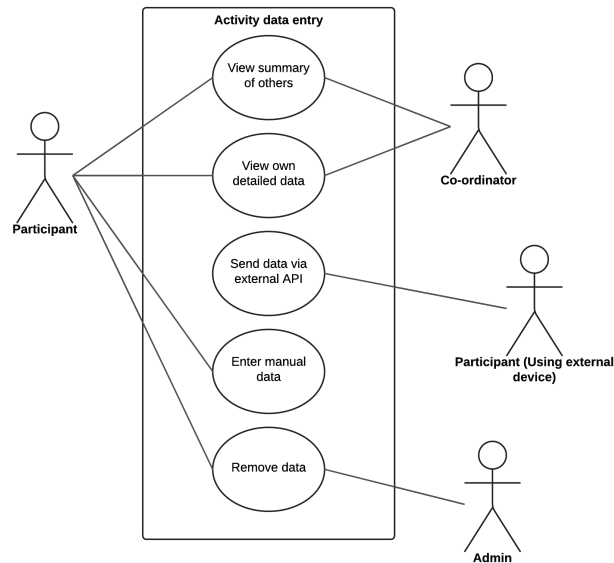 Activity data entry
View summary
of others
Participant
View own
detailed data
Co-ordinator
Send data via
external API
Participant (Using external
device)
Enter manual
data
Remove data
Admin